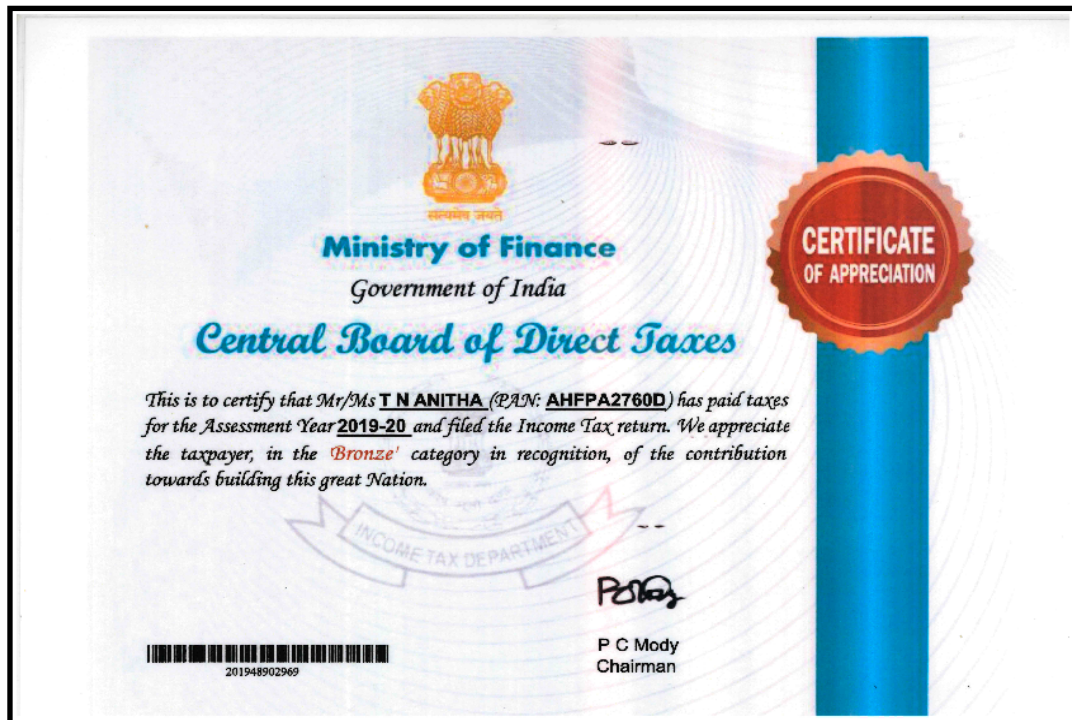 सत्यमेव जयते
Ministry of Finance
Government of India
Central Board of Direct Taxes
CERTIFICATE
OF APPRECIATION
This is to certify that Mr/Ms T N ANITHA (PAN: AHFPA2760D) has paid taxes
for the Assessment Year 2019-20 and filed the Income Tax return. We appreciate
the taxpayer, in the 'Bronze' category in recognition, of the contribution
towards building this great Nation.
INCOME TAX DEPARTMENT
P C Mody
Chairman
201948902969